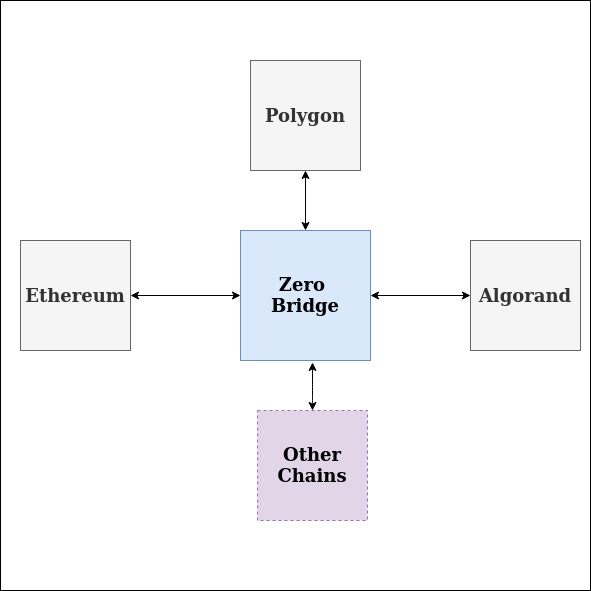 Polygon
Ethereum
Zero
Bridge
Algorand
Other
Chains